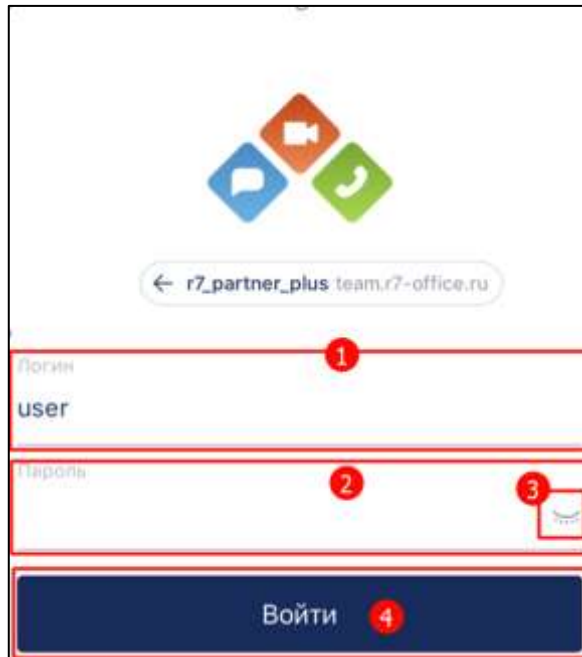 ← r7_partner_plus team.r7-office.ru
1
Логин
user
Пароль
2
3
Войти 4